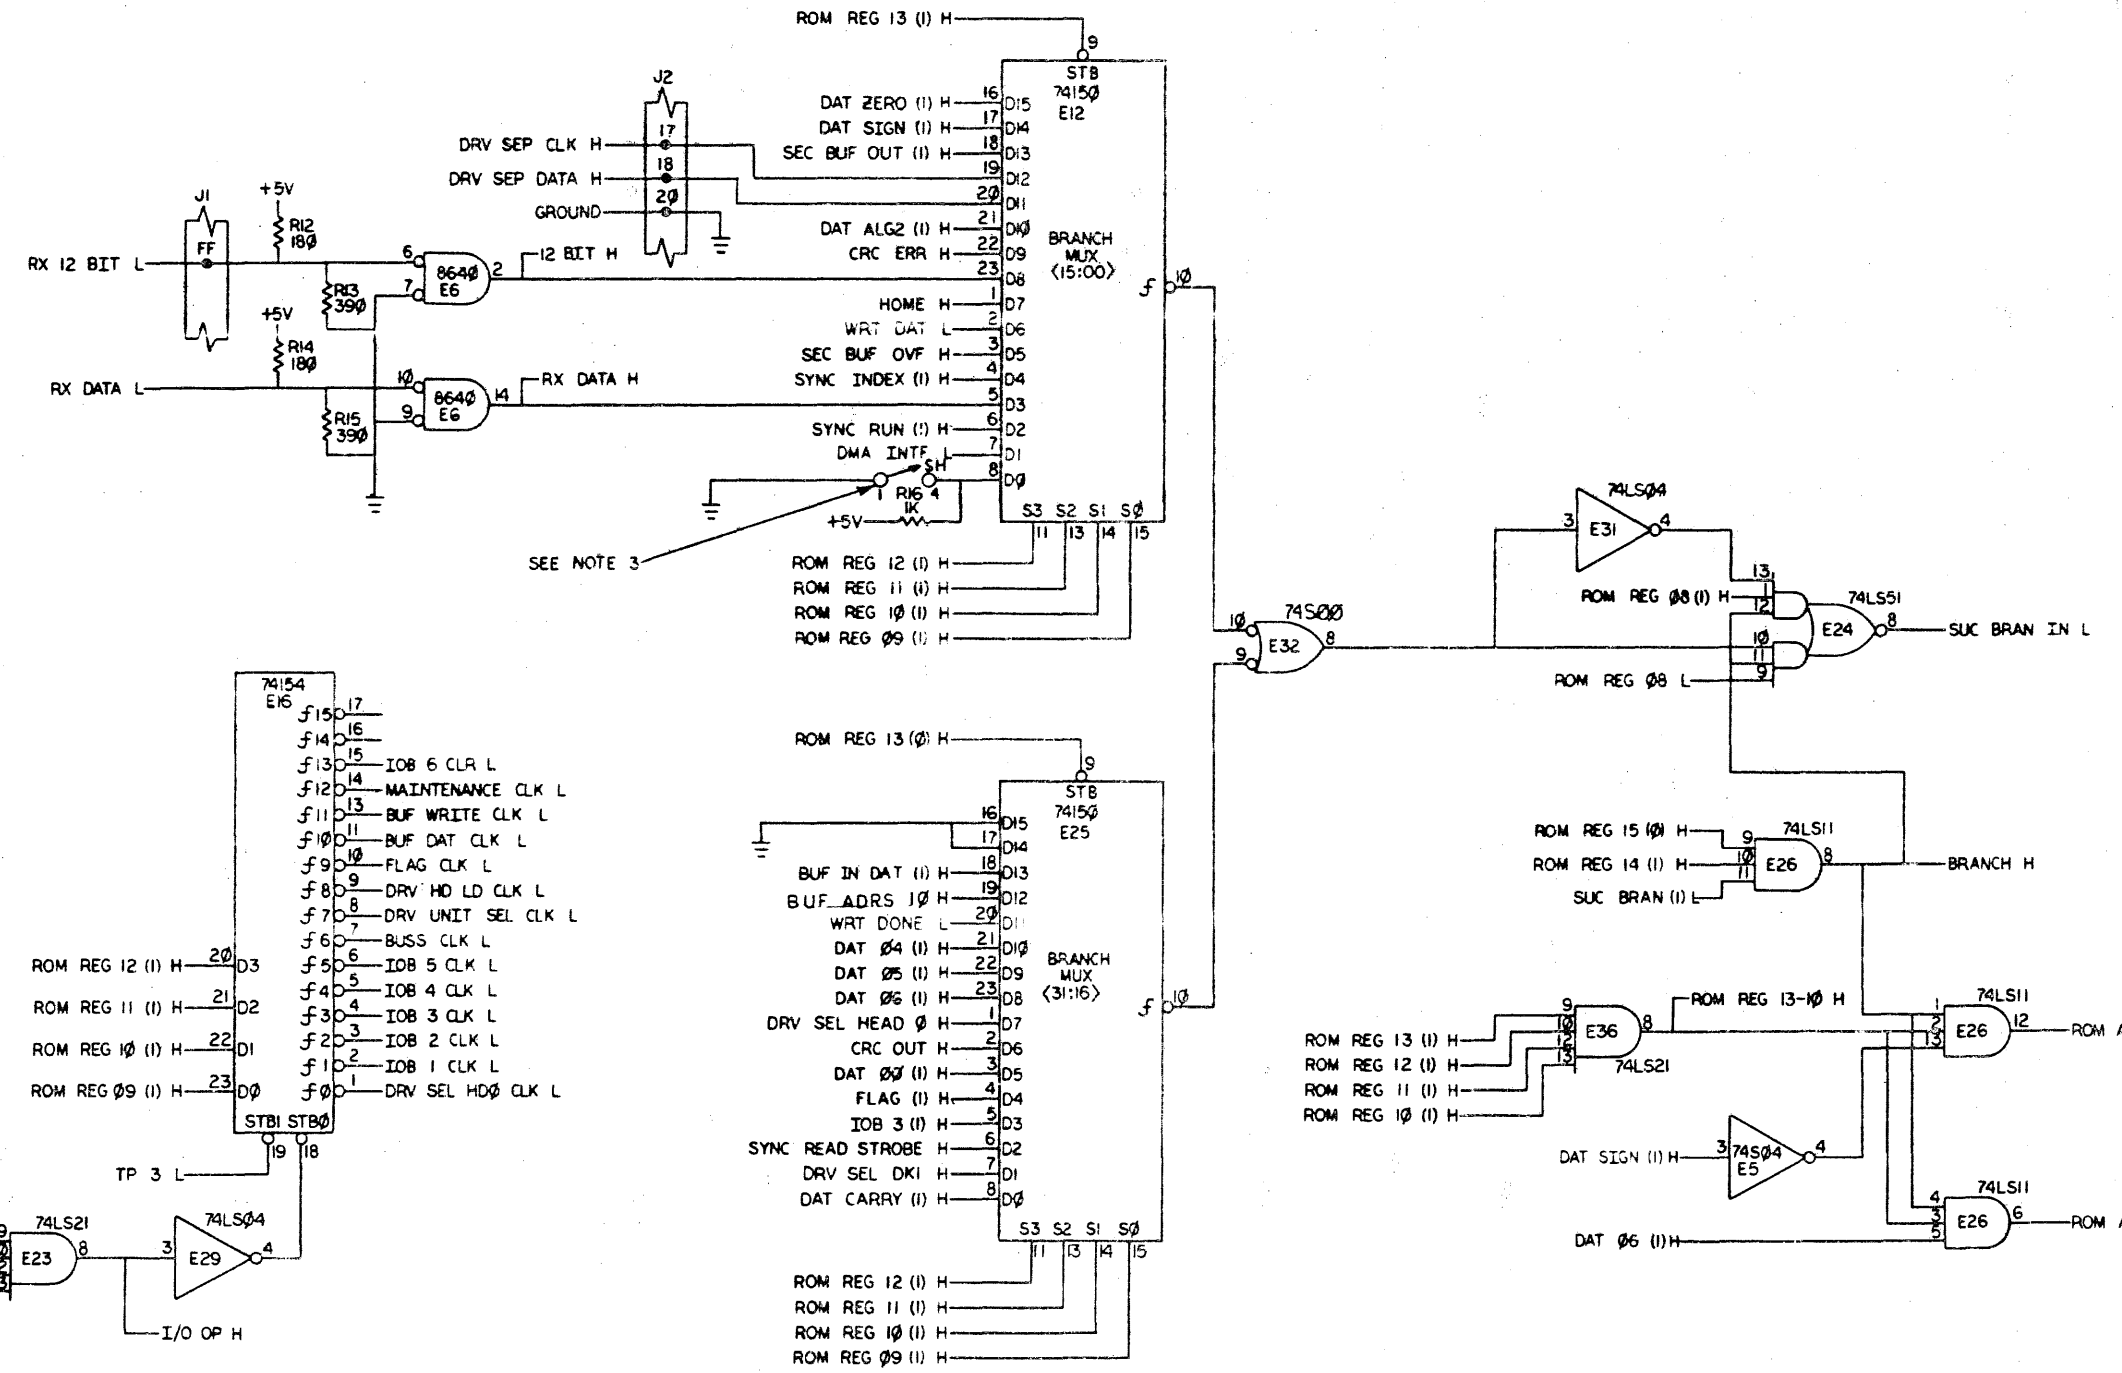 ROM REG 13 (1) H
9
STB
74150
E12
BRANCH
MUX
<15:00>
f
10
DAT ZERO (1) H 16 D15
DAT SIGN (1) H 17 D14
SEC BUF OUT (1) H 18 D13
19 D12
20 D11
DAT ALG2 (1) H 21 D10
CRC ERR H 22 D9
23 D8
HOME H 1 D7
WRT DAT L 2 D6
SEC BUF OVF H 3 D5
SYNC INDEX (1) H 4 D4
5 D3
SYNC RUN (1) H 6 D2
DMA INTF L 7 D1
8 D0
S3 S2 S1 S0
11 13 14 15
J2
DRV SEP CLK H 17
DRV SEP DATA H 18
GROUND 20
J1
FF
RX 12 BIT L
+5V
R12
180
R13
390
6
7
8640
E6
2
12 BIT H
+5V
R14
180
RX DATA L
R15
390
10
9
8640
E6
14
RX DATA H
SH
1
R16
1K
4
+5V
SEE NOTE 3
ROM REG 12 (1) H
ROM REG 11 (1) H
ROM REG 10 (1) H
ROM REG 09 (1) H
10
9
74S00
E32
8
74LS04
3
E31
4
13
ROM REG 08 (1) H 1
12
10
11
ROM REG 08 L 9
74LS51
E24
8
SUC BRAN IN L
74154
E16
f15 17
f14 16
f13 15 IOB 6 CLR L
f12 14 MAINTENANCE CLK L
f11 13 BUF WRITE CLK L
f10 11 BUF DAT CLK L
f9 10 FLAG CLK L
f8 9 DRV HD LD CLK L
f7 8 DRV UNIT SEL CLK L
f6 7 BUSS CLK L
f5 6 IOB 5 CLK L
f4 5 IOB 4 CLK L
f3 4 IOB 3 CLK L
f2 3 IOB 2 CLK L
f1 2 IOB 1 CLK L
f0 1 DRV SEL HD0 CLK L
ROM REG 12 (1) H 20 D3
ROM REG 11 (1) H 21 D2
ROM REG 10 (1) H 22 D1
ROM REG 09 (1) H 23 D0
STB1 STB0
19 18
TP 3 L
74LS21
E23
8
74LS04
3
E29
4
I/O OP H
ROM REG 13 (0) H
9
STB
74150
E25
BRANCH
MUX
<31:16>
f
10
16 D15
17 D14
BUF IN DAT (1) H 18 D13
BUF ADRS 10 H 19 D12
WRT DONE L 20 D11
DAT 04 (1) H 21 D10
DAT 05 (1) H 22 D9
DAT 06 (1) H 23 D8
DRV SEL HEAD 0 H 1 D7
CRC OUT H 2 D6
DAT 00 (1) H 3 D5
FLAG (1) H 4 D4
IOB 3 (1) H 5 D3
SYNC READ STROBE H 6 D2
DRV SEL DK1 H 7 D1
DAT CARRY (1) H 8 D0
S3 S2 S1 S0
11 13 14 15
ROM REG 12 (1) H
ROM REG 11 (1) H
ROM REG 10 (1) H
ROM REG 09 (1) H
ROM REG 15 (0) H 9
ROM REG 14 (1) H 10
SUC BRAN (1) L 11
74LS11
E26
8
BRANCH H
ROM REG 13 (1) H 9
ROM REG 12 (1) H 10
ROM REG 11 (1) H 12
ROM REG 10 (1) H 13
E36
74LS21
8
ROM REG 13-10 H
1
2
13
74LS11
E26
12
ROM A
DAT SIGN (1) H 3
74S04
E5
4
4
3
5
74LS11
E26
6
ROM A
DAT 06 (1) H